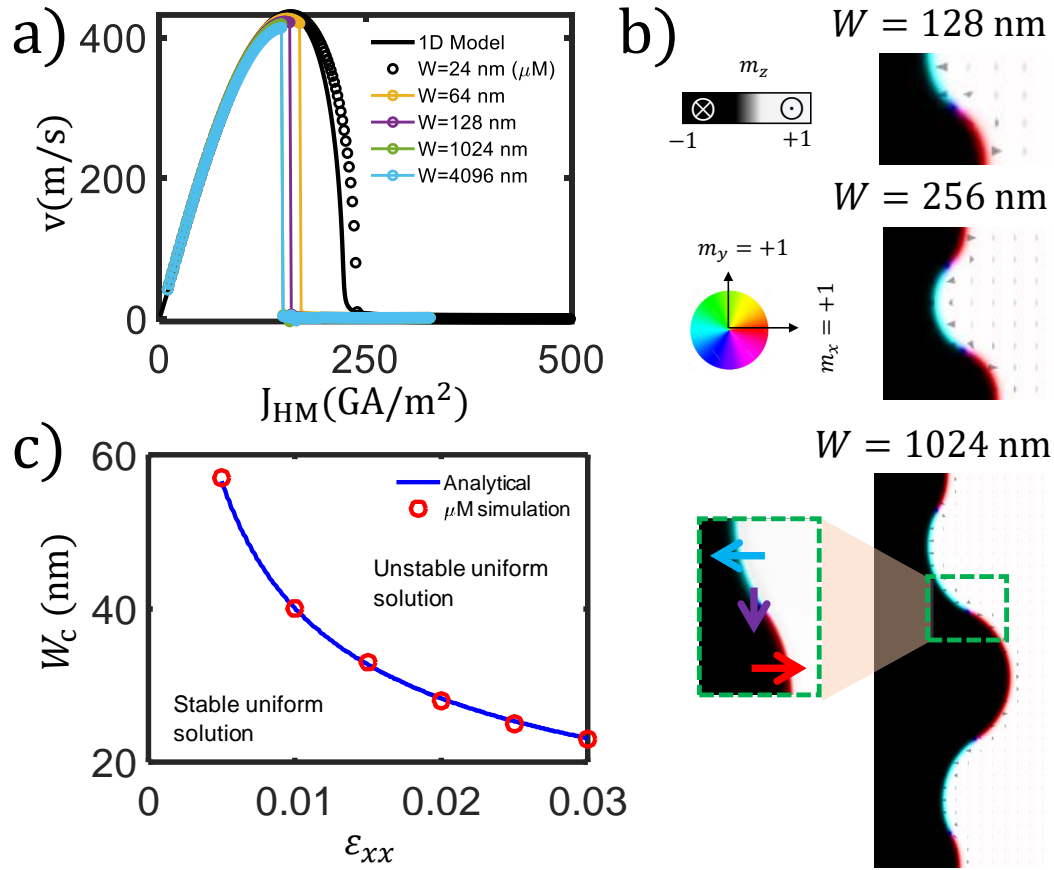 a)
400
200
0
v(m/s)
1D Model
W=24 nm (μM)
W=64 nm
W=128 nm
W=1024 nm
W=4096 nm
0 250 500
J_HM(GA/m²)
b)
W = 128 nm
m_z
−1 +1
W = 256 nm
m_y = +1
m_x = +1
W = 1024 nm
c)
60
40
20
W_c (nm)
Analytical
μM simulation
Unstable uniform
solution
Stable uniform
solution
0 0.01 0.02 0.03
ε_xx